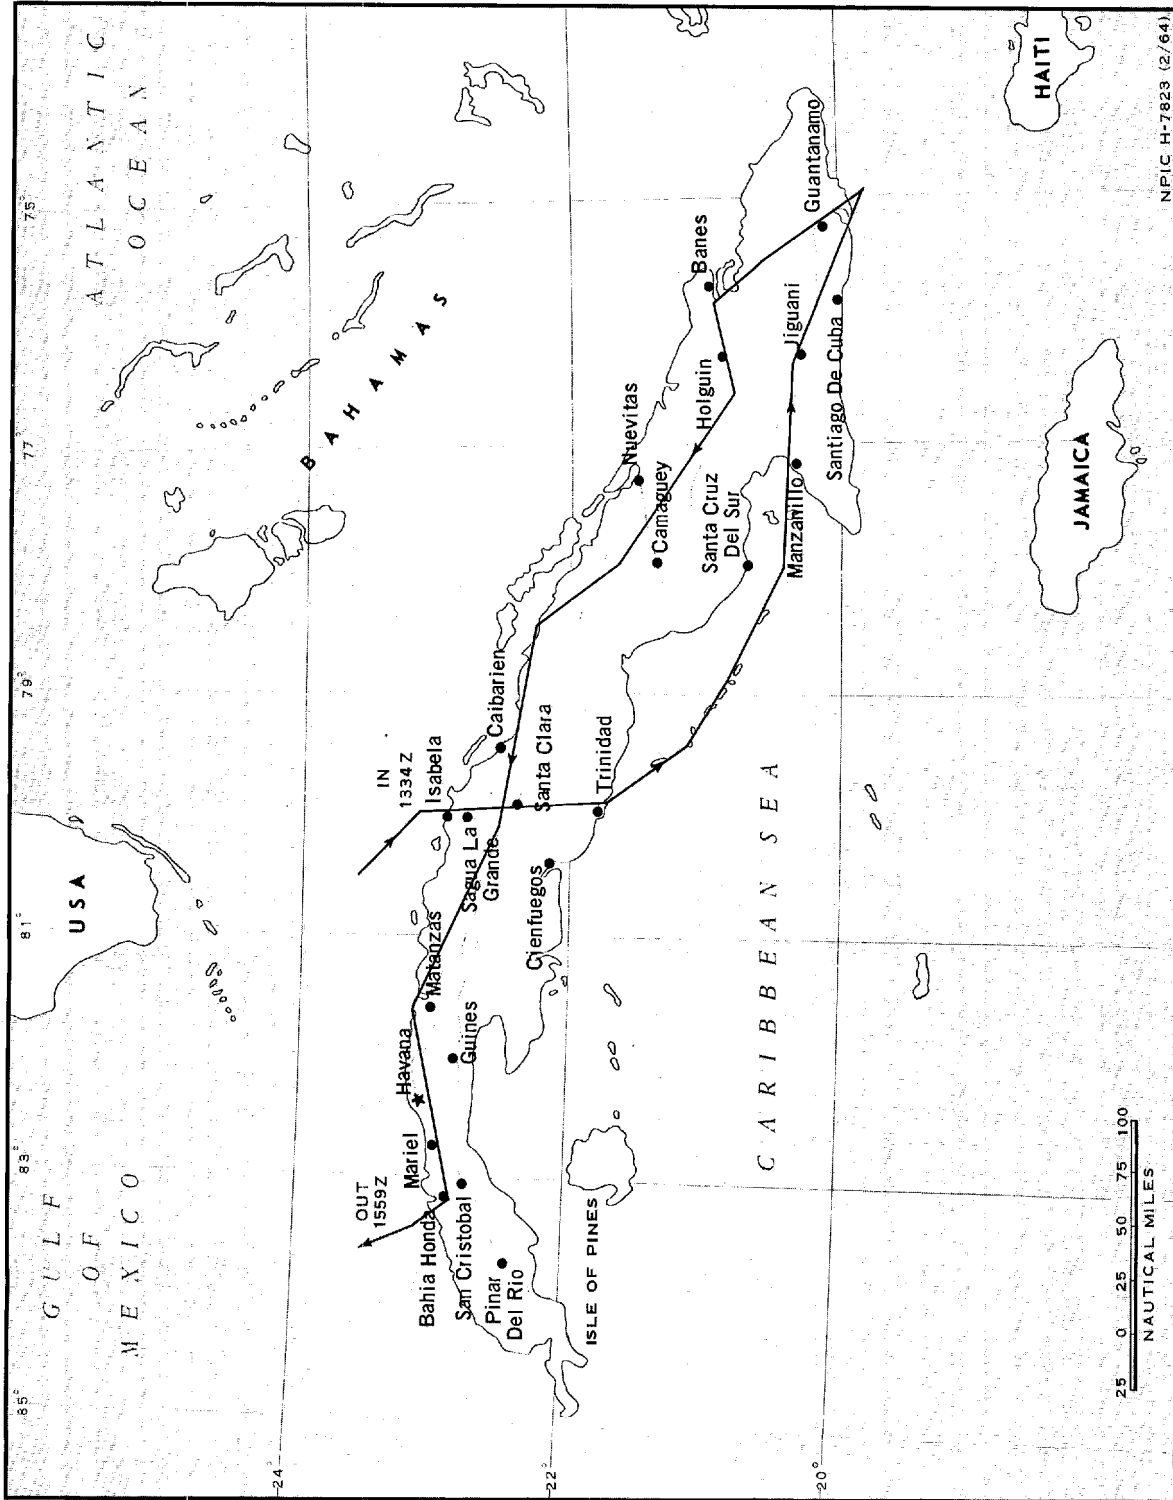 85°
83°
81°
79°
77°
75°
GULF
OF
MEXICO
USA
ATLANTIC
OCEAN
BAHAMAS
24
22
20°
OUT
1559Z
IN
1334Z
Bahia Honda
Mariel
Havana
Matanzas
San Cristobal
Guines
Pinar
Del Rio
Isabela
Sagua La
Grande
Caibarien
Santa Clara
Cienfuegos
Trinidad
Nuevitas
Camaguey
Santa Cruz
Del Sur
Holguin
Banes
Manzanillo
Jiguani
Santiago De Cuba
Guantanamo
ISLE OF PINES
CARIBBEAN SEA
JAMAICA
HAITI
25 0 25 50 75 100
NAUTICAL MILES
NPIC H-7823 (2/64)